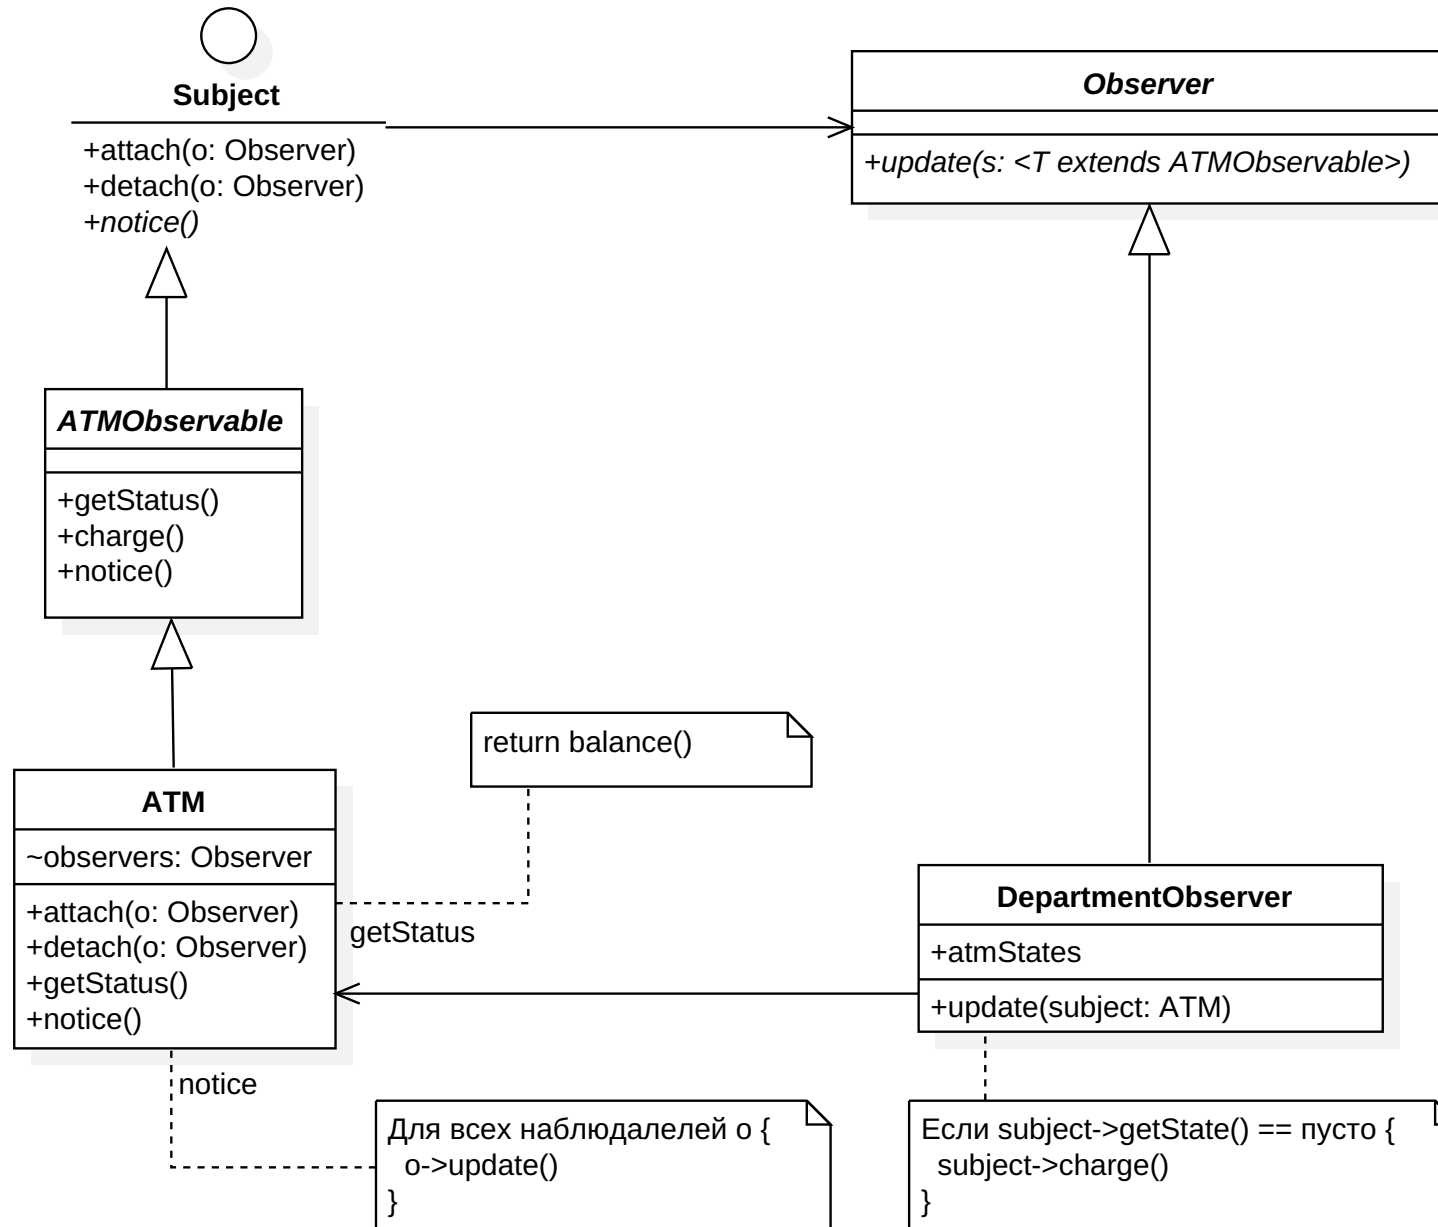 Subject
+attach(o: Observer)
+detach(o: Observer)
+notice()
Observer
+update(s: <T extends ATMObservable>)
ATMObservable
+getStatus()
+charge()
+notice()
return balance()
ATM
~observers: Observer
+attach(o: Observer)
+detach(o: Observer)
+getStatus()
+notice()
getStatus
notice
DepartmentObserver
+atmStates
+update(subject: ATM)
Для всех наблюдалелей o {
o->update()
}
Если subject->getState() == пусто {
subject->charge()
}